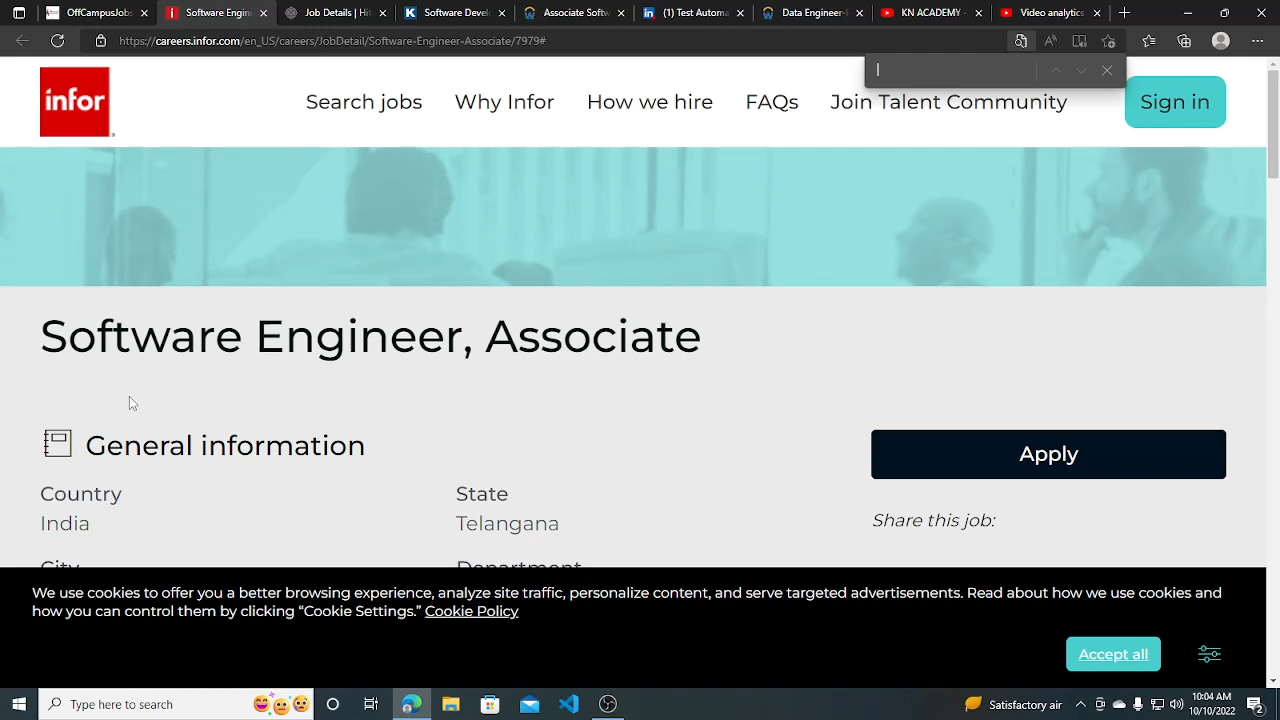 OffCampusJobs
Software Engin
Job Details | Hit
Software Devel
Associate Softw
(1) Test Automa
Data Engineer-
KN ACADEMY -
Video analytics
https://careers.infor.com/en_US/careers/JobDetail/Software-Engineer-Associate/7979#
infor
Search jobs
Why Infor
How we hire
FAQs
Join Talent Community
Sign in
Software Engineer, Associate
General information
Apply
Country
State
India
Telangana
Share this job:
City
Department
We use cookies to offer you a better browsing experience, analyze site traffic, personalize content, and serve targeted advertisements. Read about how we use cookies and
how you can control them by clicking “Cookie Settings.” Cookie Policy
Accept all
Type here to search
Satisfactory air
10:04 AM
10/10/2022
2